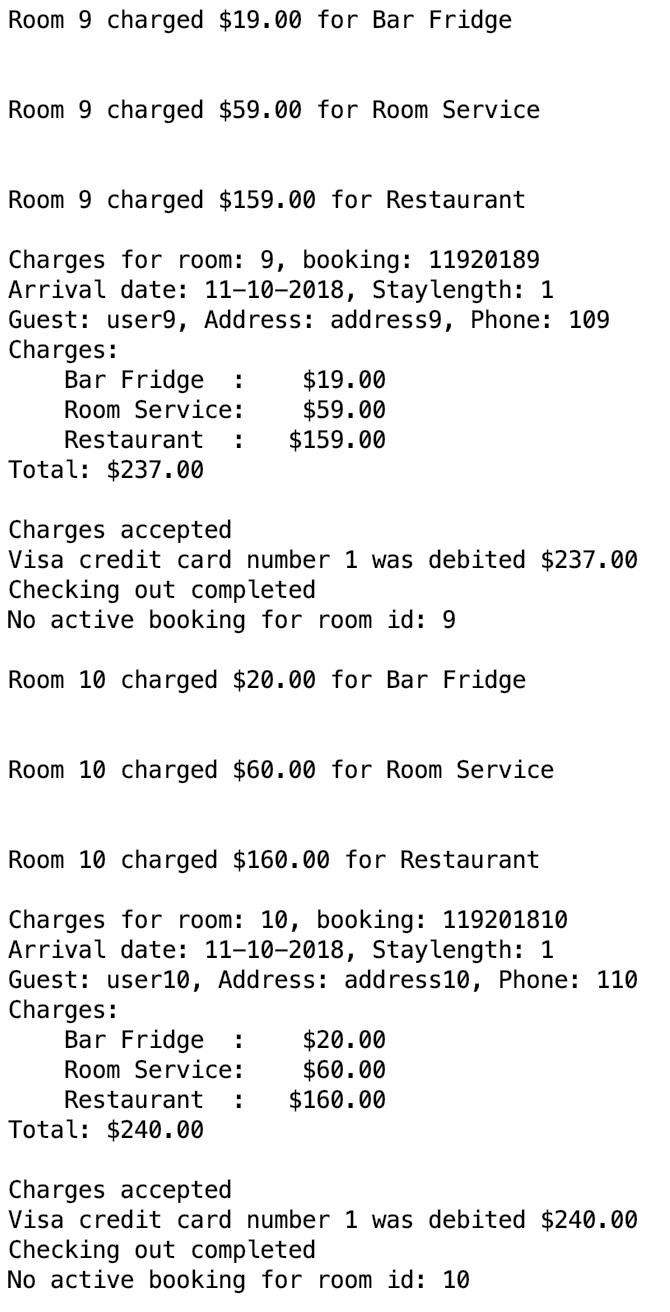 Room 9 charged $19.00 for Bar Fridge
Room 9 charged $59.00 for Room Service
Room 9 charged $159.00 for Restaurant
Charges for room: 9, booking: 11920189
Arrival date: 11-10-2018, Staylength: 1
Guest: user9, Address: address9, Phone: 109
Charges:
    Bar Fridge  :    $19.00
    Room Service:    $59.00
    Restaurant  :   $159.00
Total: $237.00
Charges accepted
Visa credit card number 1 was debited $237.00
Checking out completed
No active booking for room id: 9
Room 10 charged $20.00 for Bar Fridge
Room 10 charged $60.00 for Room Service
Room 10 charged $160.00 for Restaurant
Charges for room: 10, booking: 119201810
Arrival date: 11-10-2018, Staylength: 1
Guest: user10, Address: address10, Phone: 110
Charges:
    Bar Fridge  :    $20.00
    Room Service:    $60.00
    Restaurant  :   $160.00
Total: $240.00
Charges accepted
Visa credit card number 1 was debited $240.00
Checking out completed
No active booking for room id: 10